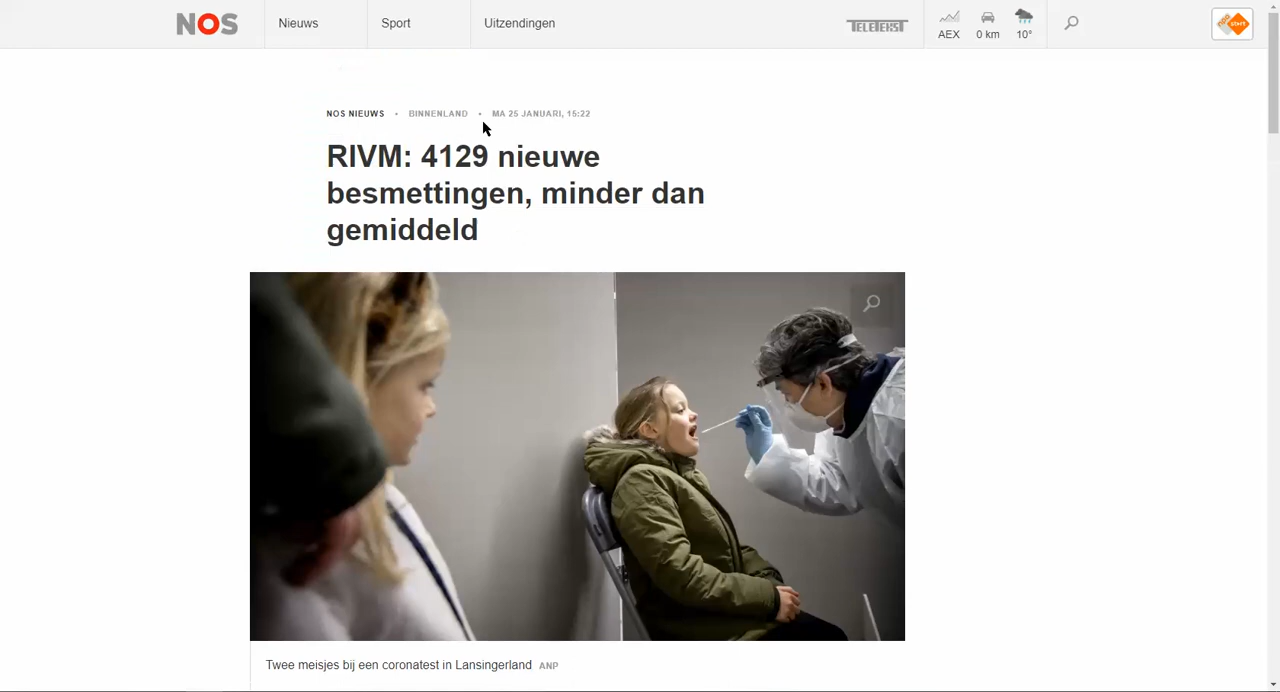 NOS
Nieuws
Sport
Uitzendingen
TELETEKST
AEX
0 km
10°
NOS NIEUWS • BINNENLAND • MA 25 JANUARI, 15:22
RIVM: 4129 nieuwe
besmettingen, minder dan
gemiddeld
Twee meisjes bij een coronatest in Lansingerland ANP